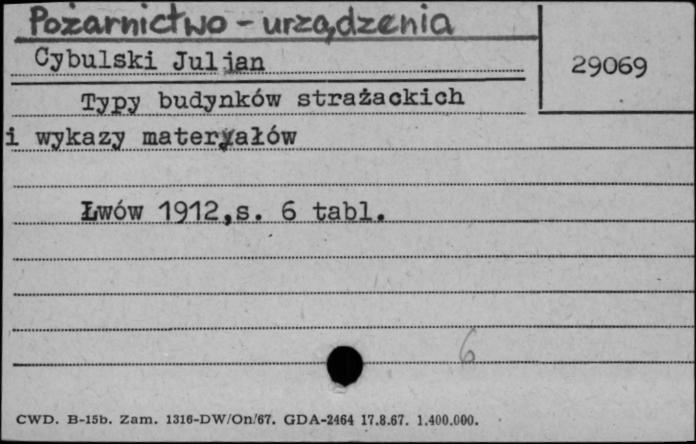 Pożarnictwo - urządzenia
Cybulski Juljan
29069
Typy budynków strażackich
i wykazy materyałów
Lwów 1912,s. 6 tabl.
6
CWD. B-15b. Zam. 1316-DW/On/67. GDA-2464 17.8.67. 1.400.000.